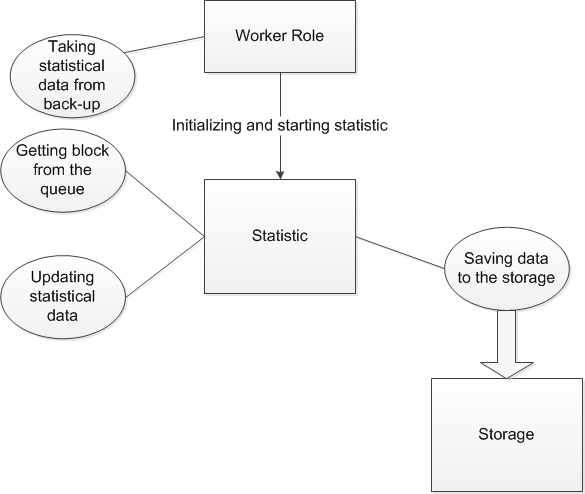 Worker Role
Taking
statistical
data from
back-up
Initializing and starting statistic
Getting block
from the
queue
Statistic
Updating
statistical
data
Saving data
to the storage
Storage